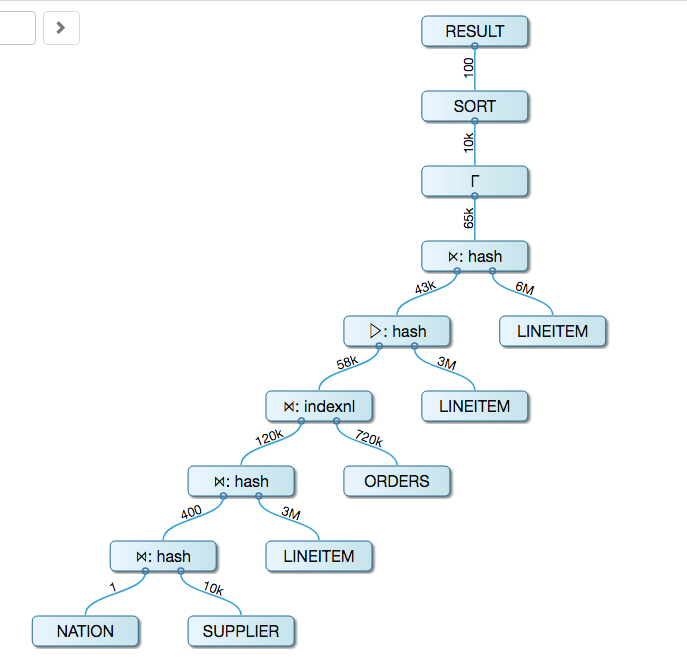 RESULT
100
SORT
10k
Γ
65k
⋉: hash
43k
6M
▷: hash
LINEITEM
58k
3M
⋈: indexnl
LINEITEM
120k
720k
⋈: hash
ORDERS
400
3M
⋈: hash
LINEITEM
1
10k
NATION
SUPPLIER